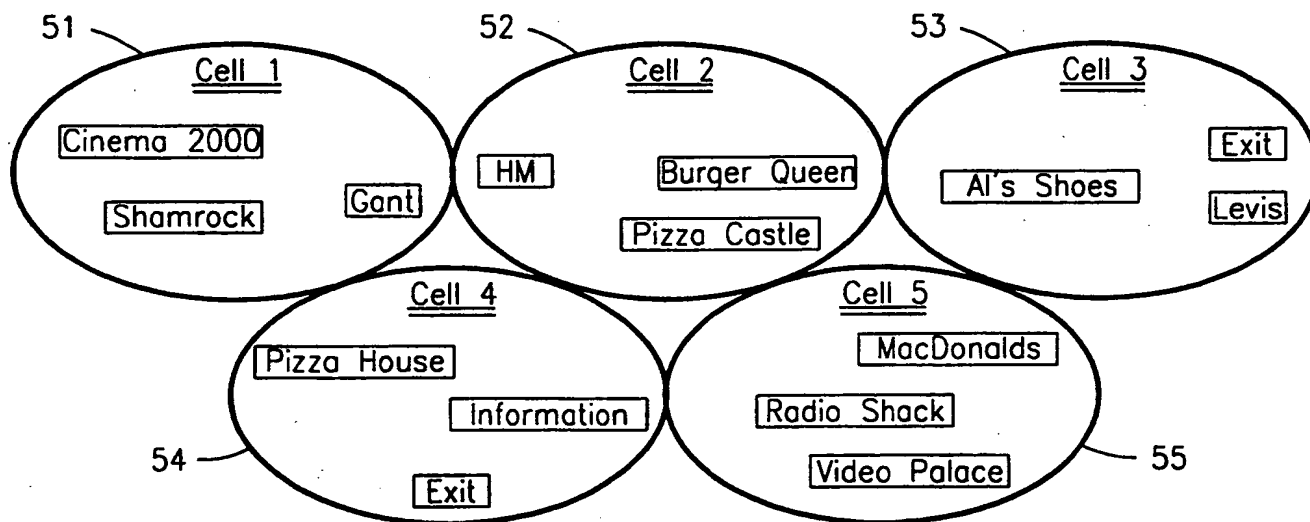 51
52
53
Cell 1
Cell 2
Cell 3
Cinema 2000
HM
Burger Queen
Exit
Al's Shoes
Gant
Shamrock
Levis
Pizza Castle
Cell 4
Cell 5
Pizza House
MacDonalds
Information
Radio Shack
54
Video Palace
55
Exit